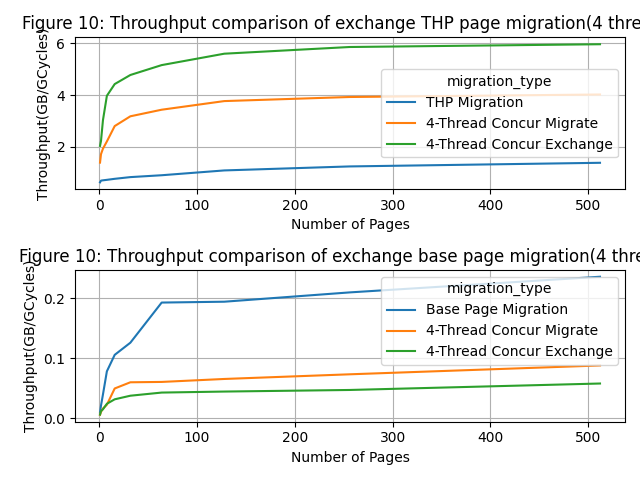 Figure 10: Throughput comparison of exchange THP page migration(4 thre
Throughput(GB/GCycles)
6
4
2
migration_type
THP Migration
4-Thread Concur Migrate
4-Thread Concur Exchange
0 100 200 300 400 500
Number of Pages
Figure 10: Throughput comparison of exchange base page migration(4 thre
Throughput(GB/GCycles)
0.2
0.1
0.0
migration_type
Base Page Migration
4-Thread Concur Migrate
4-Thread Concur Exchange
0 100 200 300 400 500
Number of Pages